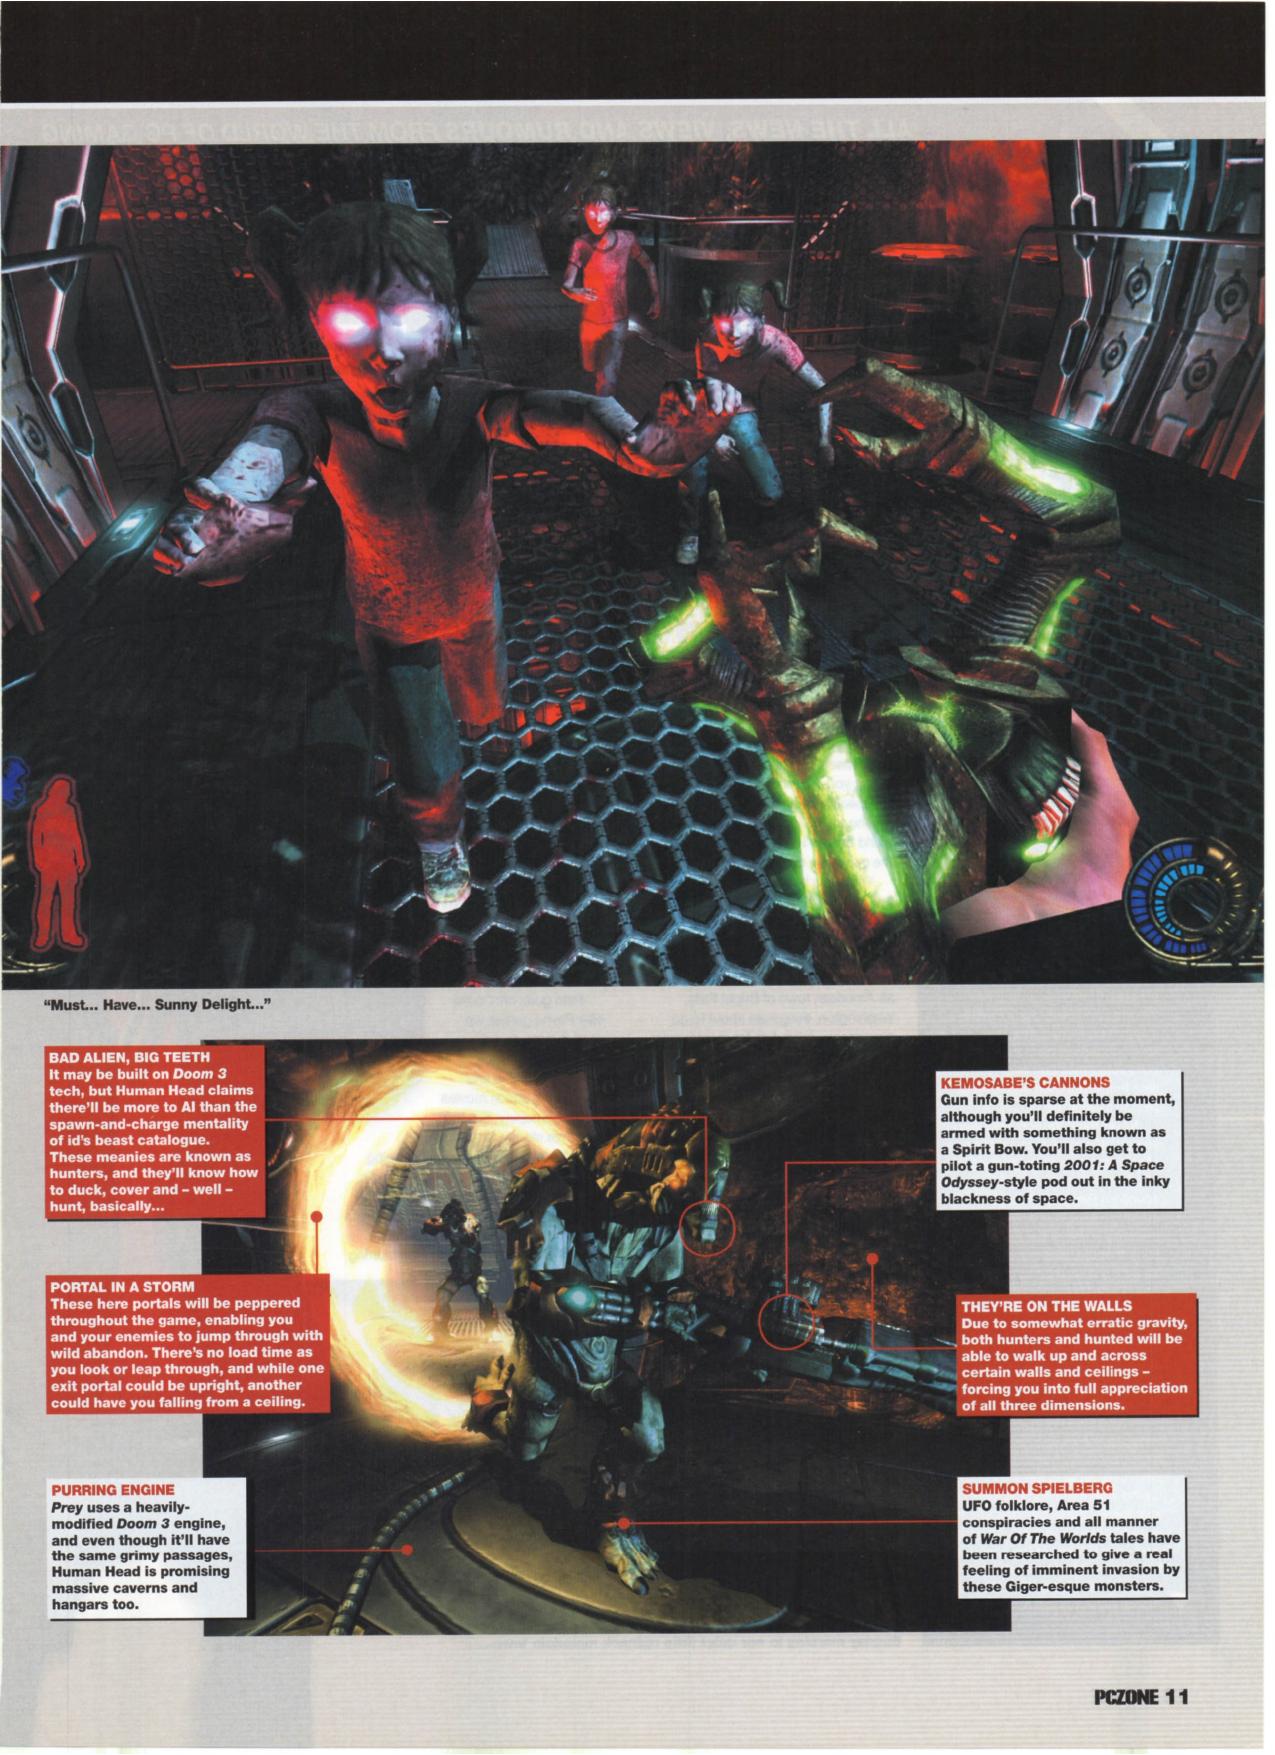 ALL THE NEWS, VIEWS AND RUMOURS FROM THE WORLD OF PC GAMING
"Must... Have... Sunny Delight..."
BAD ALIEN, BIG TEETH
It may be built on Doom 3
tech, but Human Head claims
there'll be more to AI than the
spawn-and-charge mentality
of id's beast catalogue.
These meanies are known as
hunters, and they'll know how
to duck, cover and – well –
hunt, basically...
PORTAL IN A STORM
These here portals will be peppered
throughout the game, enabling you
and your enemies to jump through with
wild abandon. There's no load time as
you look or leap through, and while one
exit portal could be upright, another
could have you falling from a ceiling.
PURRING ENGINE
Prey uses a heavily-
modified Doom 3 engine,
and even though it'll have
the same grimy passages,
Human Head is promising
massive caverns and
hangars too.
KEMOSABE'S CANNONS
Gun info is sparse at the moment,
although you'll definitely be
armed with something known as
a Spirit Bow. You'll also get to
pilot a gun-toting 2001: A Space
Odyssey-style pod out in the inky
blackness of space.
THEY'RE ON THE WALLS
Due to somewhat erratic gravity,
both hunters and hunted will be
able to walk up and across
certain walls and ceilings –
forcing you into full appreciation
of all three dimensions.
SUMMON SPIELBERG
UFO folklore, Area 51
conspiracies and all manner
of War Of The Worlds tales have
been researched to give a real
feeling of imminent invasion by
these Giger-esque monsters.
PCZONE 11